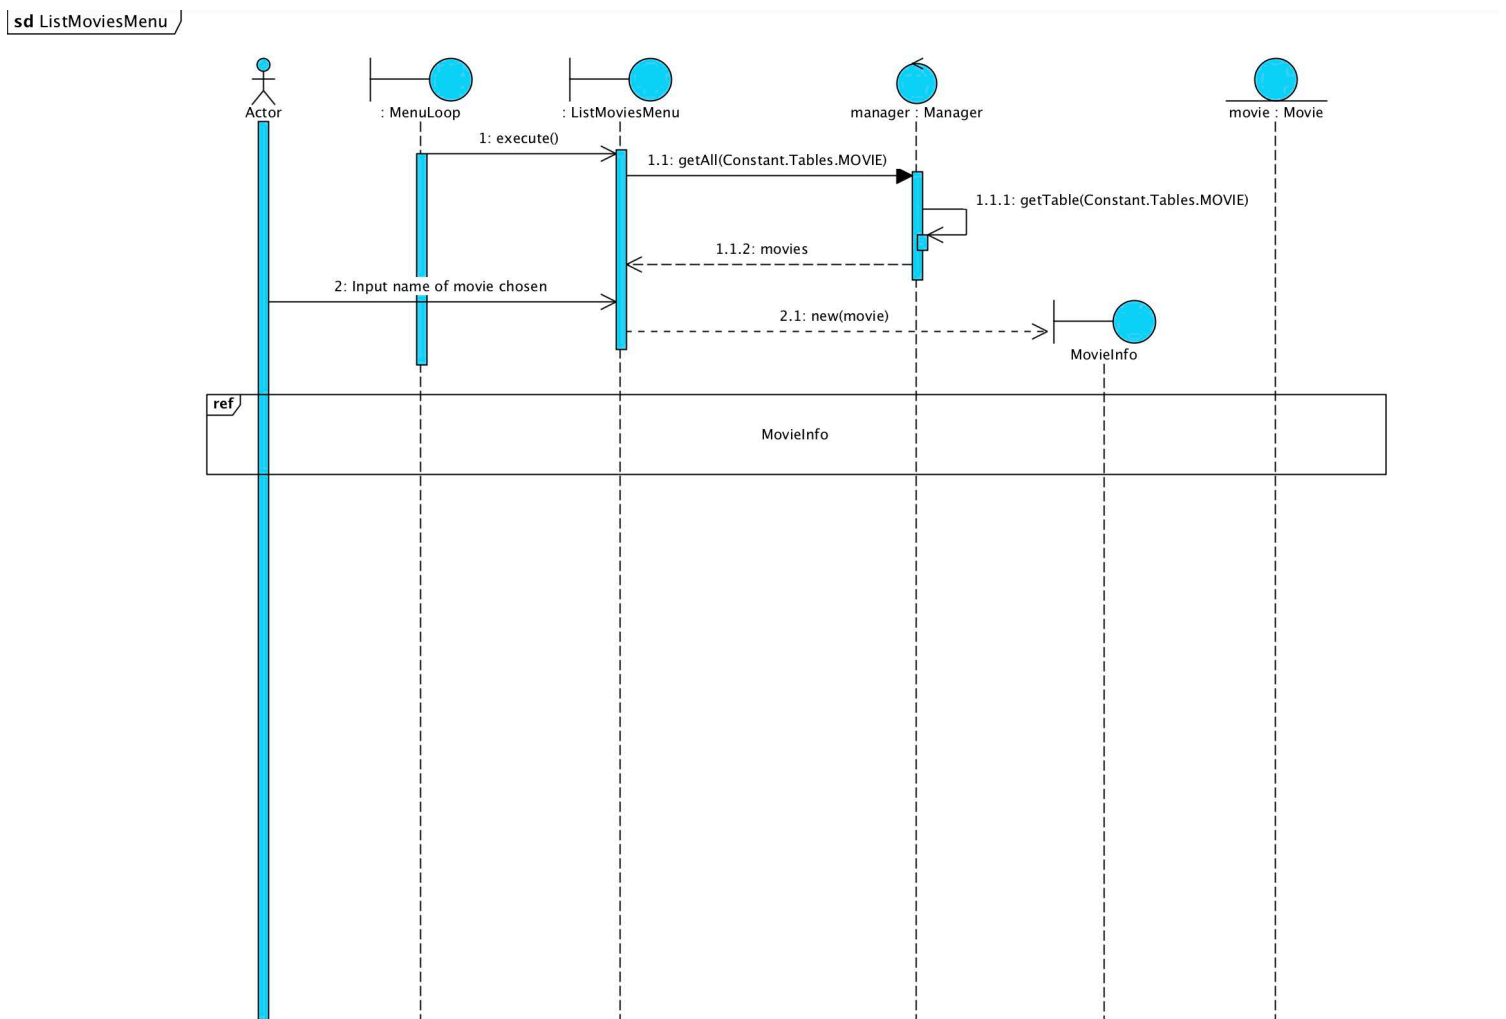 sd ListMoviesMenu
Actor
: MenuLoop
: ListMoviesMenu
manager : Manager
movie : Movie
1: execute()
1.1: getAll(Constant.Tables.MOVIE)
1.1.1: getTable(Constant.Tables.MOVIE)
1.1.2: movies
2: Input name of movie chosen
2.1: new(movie)
MovieInfo
ref
MovieInfo